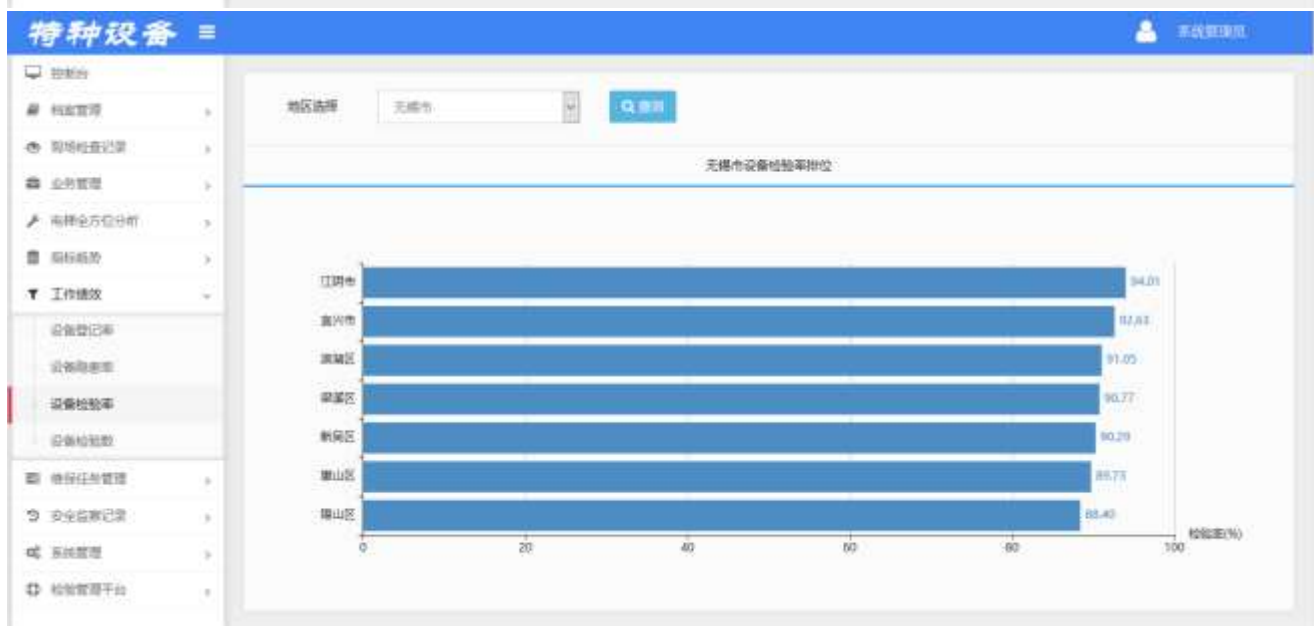 特种设备
系统管理员
控制台
档案管理
现场检查记录
业务管理
电梯全方位分析
指标趋势
工作绩效
设备登记率
设备隐患率
设备检验率
设备检验数
维保任务管理
安全监察记录
系统管理
检验管理平台
地区选择 无锡市 查询
无锡市设备检验率排位
江阴市 94.01
宜兴市 92.63
滨湖区 91.05
梁溪区 90.77
新吴区 90.29
惠山区 89.73
锡山区 88.40
0 20 40 60 80 100
检验率(%)